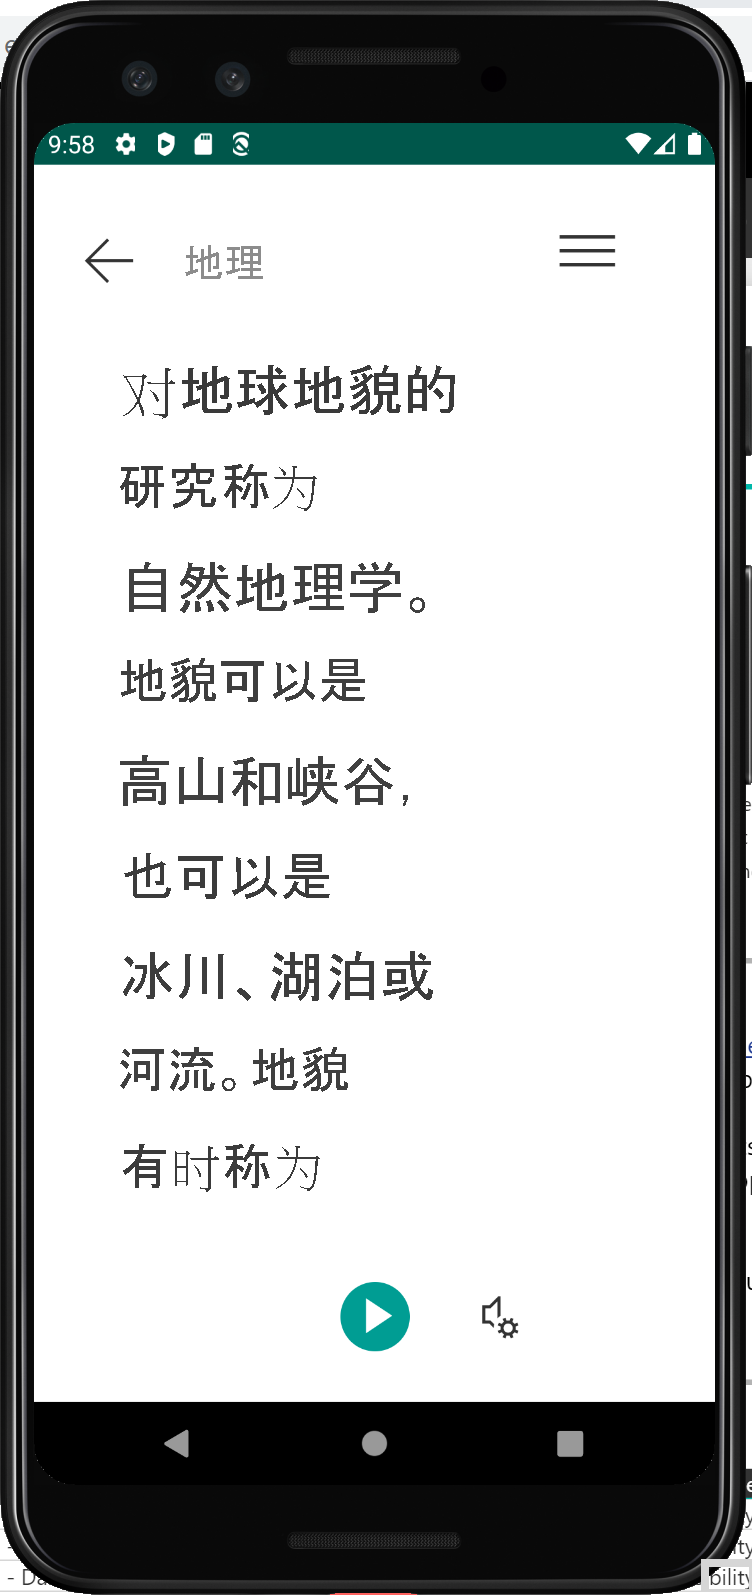 9:58
地理
对地球地貌的
研究称为
自然地理学。
地貌可以是
高山和峡谷,
也可以是
冰川、湖泊或
河流。地貌
有时称为
- Da
bility